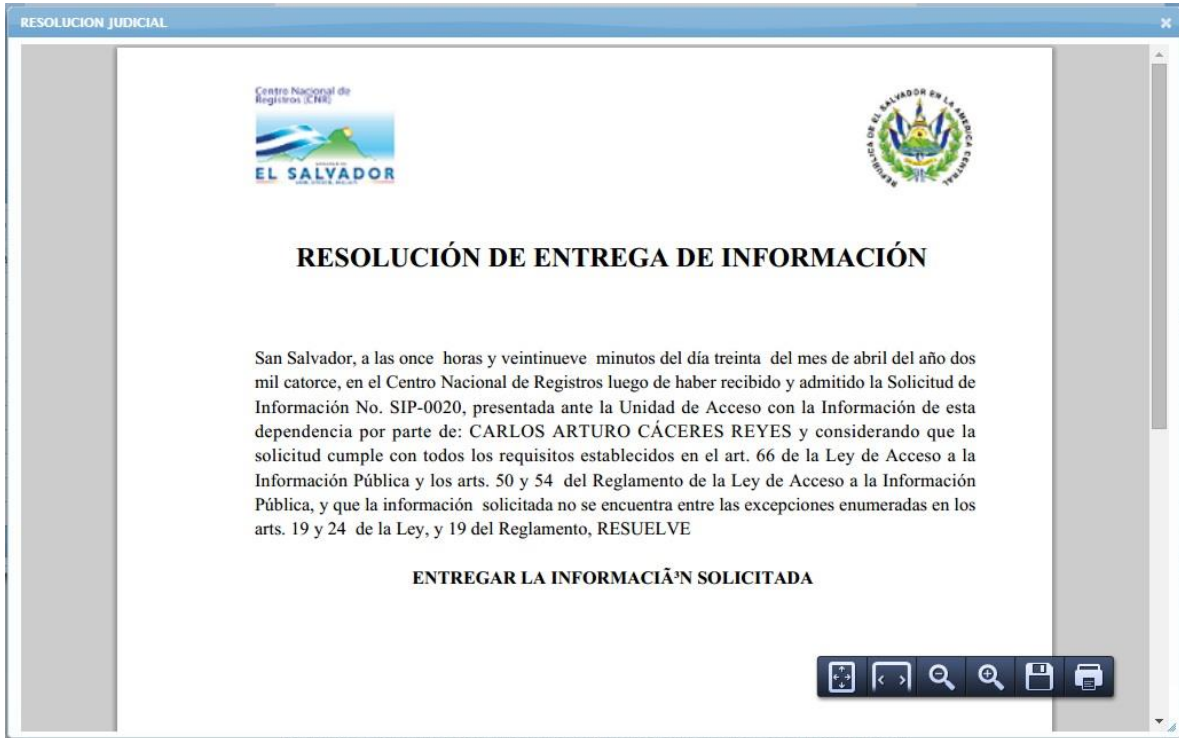 RESOLUCION JUDICIAL
Centro Nacional de
Registros (CNR)
EL SALVADOR
REPUBLICA DE EL SALVADOR EN LA AMERICA CENTRAL
RESOLUCIÓN DE ENTREGA DE INFORMACIÓN
San Salvador, a las once horas y veintinueve minutos del día treinta del mes de abril del año dos
mil catorce, en el Centro Nacional de Registros luego de haber recibido y admitido la Solicitud de
Información No. SIP-0020, presentada ante la Unidad de Acceso con la Información de esta
dependencia por parte de: CARLOS ARTURO CÁCERES REYES y considerando que la
solicitud cumple con todos los requisitos establecidos en el art. 66 de la Ley de Acceso a la
Información Pública y los arts. 50 y 54 del Reglamento de la Ley de Acceso a la Información
Pública, y que la información solicitada no se encuentra entre las excepciones enumeradas en los
arts. 19 y 24 de la Ley, y 19 del Reglamento, RESUELVE
ENTREGAR LA INFORMACIÃ³N SOLICITADA